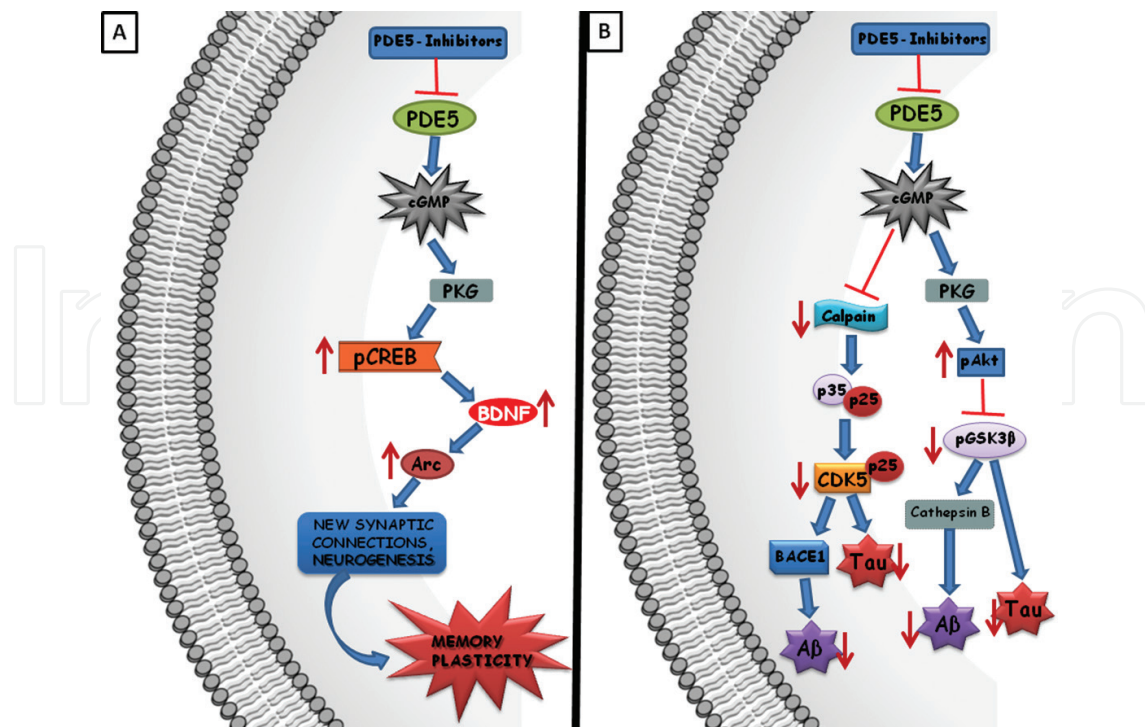 A
PDE5-Inhibitors
PDE5
cGMP
PKG
pCREB
BDNF
Arc
NEW SYNAPTIC
CONNECTIONS,
NEUROGENESIS
MEMORY
PLASTICITY
B
PDE5-Inhibitors
PDE5
cGMP
Calpain
PKG
p35
p25
pAkt
CDK5
p25
pGSK3β
Cathepsin B
BACE1
Tau
Aβ
Aβ
Tau